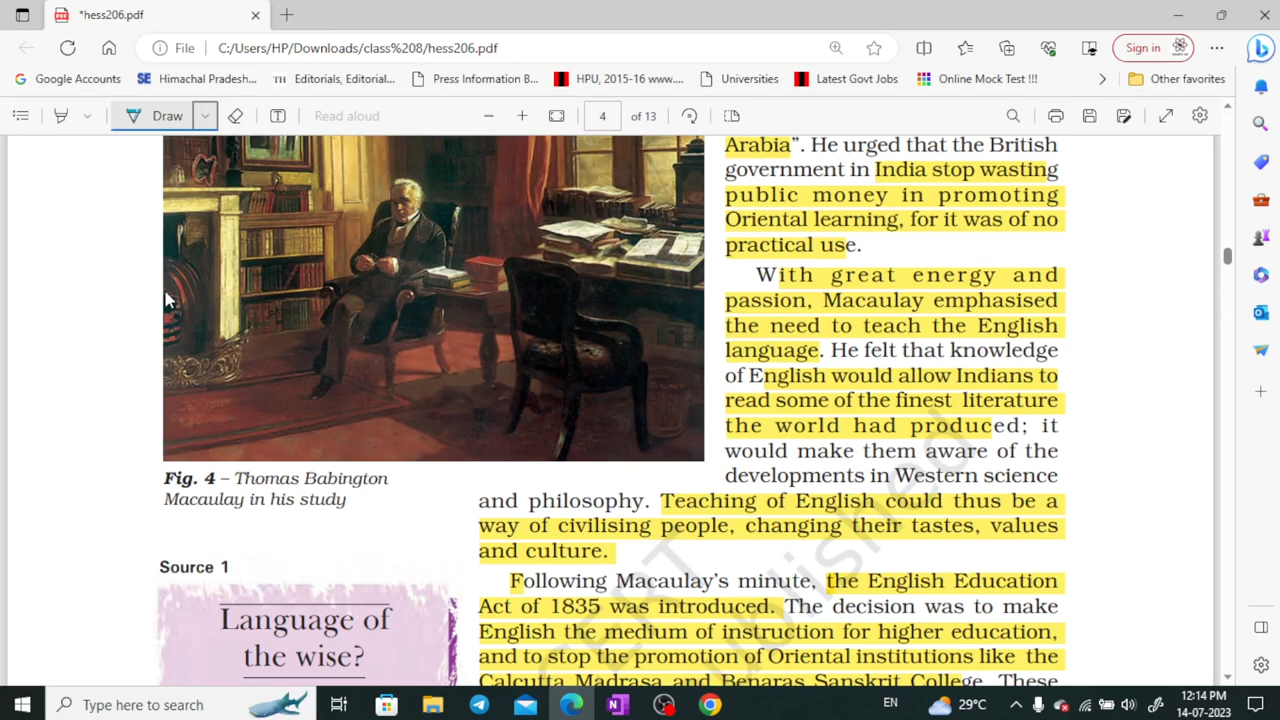 *hess206.pdf
File
C:/Users/HP/Downloads/class%208/hess206.pdf
Sign in
Google Accounts
SE Himachal Pradesh...
TH Editorials, Editorial...
Press Information B...
HPU, 2015-16 www....
Universities
Latest Govt Jobs
Online Mock Test !!!
Other favorites
Draw
Read aloud
4 of 13
Arabia”. He urged that the British
government in India stop wasting
public money in promoting
Oriental learning, for it was of no
practical use.
With great energy and
passion, Macaulay emphasised
the need to teach the English
language. He felt that knowledge
of English would allow Indians to
read some of the finest literature
the world had produced; it
would make them aware of the
developments in Western science
and philosophy. Teaching of English could thus be a
way of civilising people, changing their tastes, values
and culture.
Following Macaulay’s minute, the English Education
Act of 1835 was introduced. The decision was to make
English the medium of instruction for higher education,
and to stop the promotion of Oriental institutions like the
Calcutta Madrasa and Benaras Sanskrit College. These
Fig. 4 – Thomas Babington
Macaulay in his study
Source 1
Language of
the wise?
Type here to search
EN
29°C
12:14 PM
14-07-2023